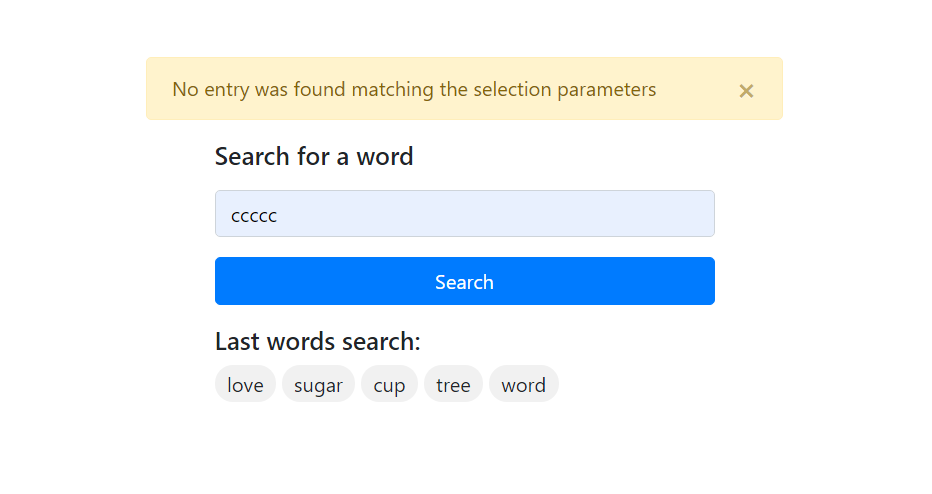 No entry was found matching the selection parameters ×
Search for a word
ccccc
Search
Last words search:
love sugar cup tree word